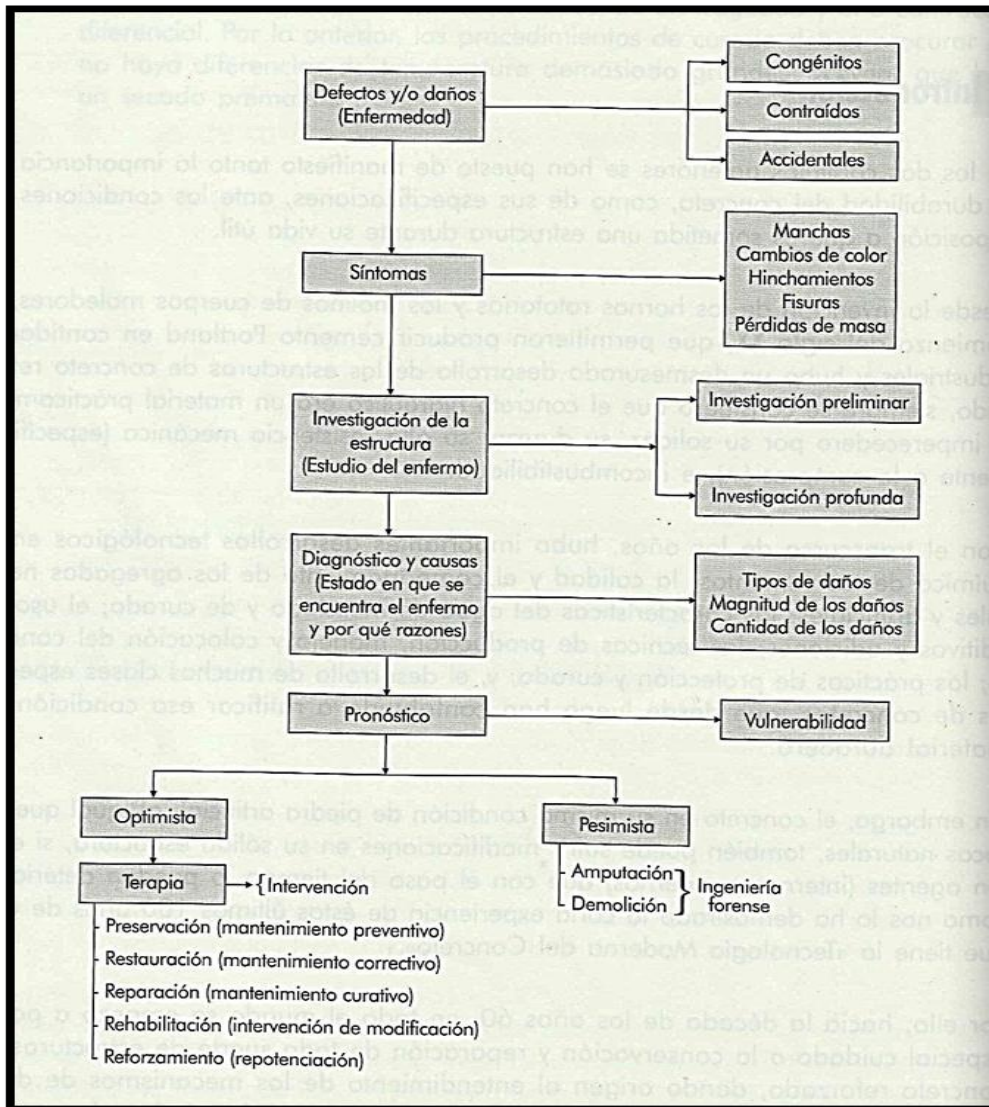 Defectos y/o daños
(Enfermedad)
Congénitos
Contraídos
Accidentales
Síntomas
Manchas
Cambios de color
Hinchamientos
Fisuras
Pérdidas de masa
Investigación de la
estructura
(Estudio del enfermo)
Investigación preliminar
Investigación profunda
Diagnóstico y causas
(Estado en que se
encuentra el enfermo
y por qué razones)
Tipos de daños
Magnitud de los daños
Cantidad de los daños
Pronóstico
Vulnerabilidad
Optimista
Pesimista
Terapia
{ Intervención
Amputación
Demolición
} Ingeniería
forense
Preservación (mantenimiento preventivo)
Restauración (mantenimiento correctivo)
Reparación (mantenimiento curativo)
Rehabilitación (intervención de modificación)
Reforzamiento (repotenciación)